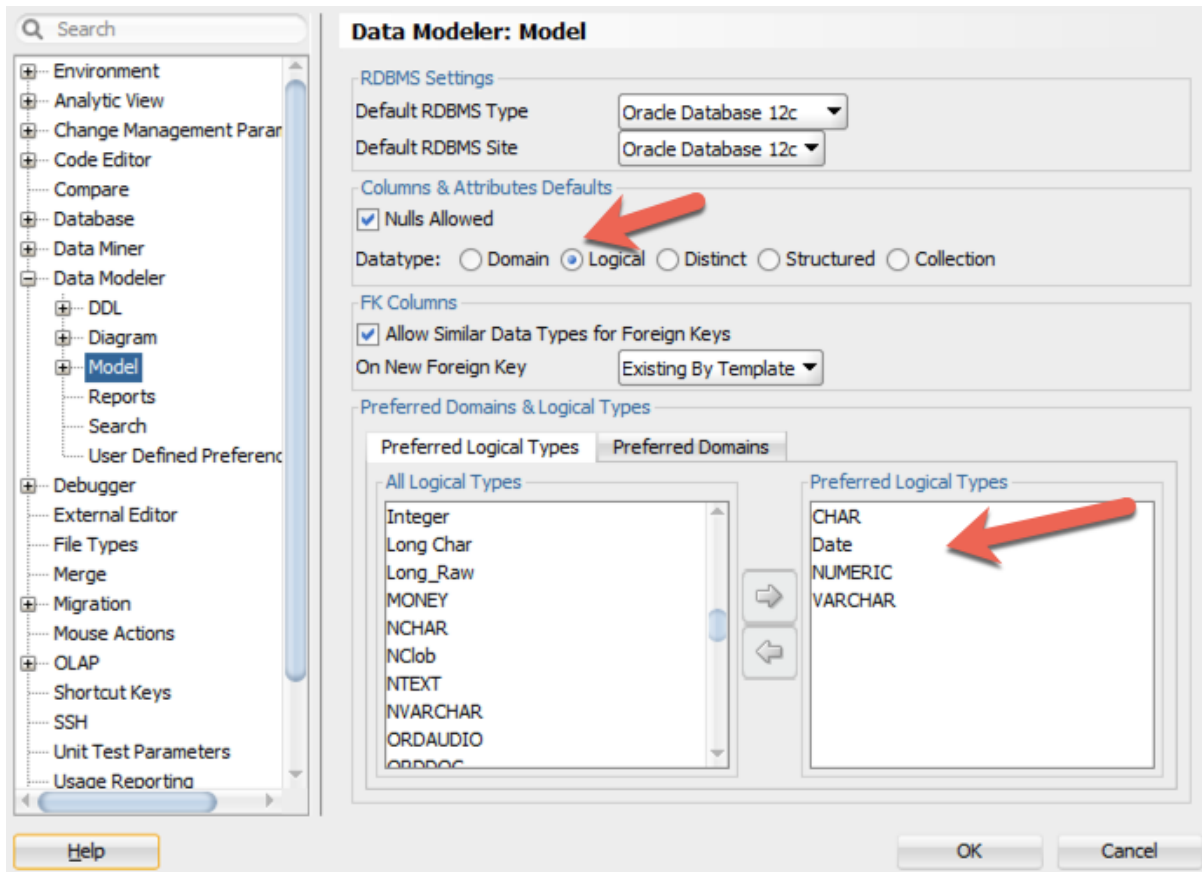 Search
Environment
Analytic View
Change Management Param
Code Editor
Compare
Database
Data Miner
Data Modeler
DDL
Diagram
Model
Reports
Search
User Defined Preferenc
Debugger
External Editor
File Types
Merge
Migration
Mouse Actions
OLAP
Shortcut Keys
SSH
Unit Test Parameters
Usage Reporting
Data Modeler: Model
RDBMS Settings
Default RDBMS Type Oracle Database 12c
Default RDBMS Site Oracle Database 12c
Columns & Attributes Defaults
Nulls Allowed
Datatype: Domain Logical Distinct Structured Collection
FK Columns
Allow Similar Data Types for Foreign Keys
On New Foreign Key Existing By Template
Preferred Domains & Logical Types
Preferred Logical Types Preferred Domains
All Logical Types
Integer
Long Char
Long_Raw
MONEY
NCHAR
NClob
NTEXT
NVARCHAR
ORDAUDIO
ORDDOC
Preferred Logical Types
CHAR
Date
NUMERIC
VARCHAR
Help OK Cancel